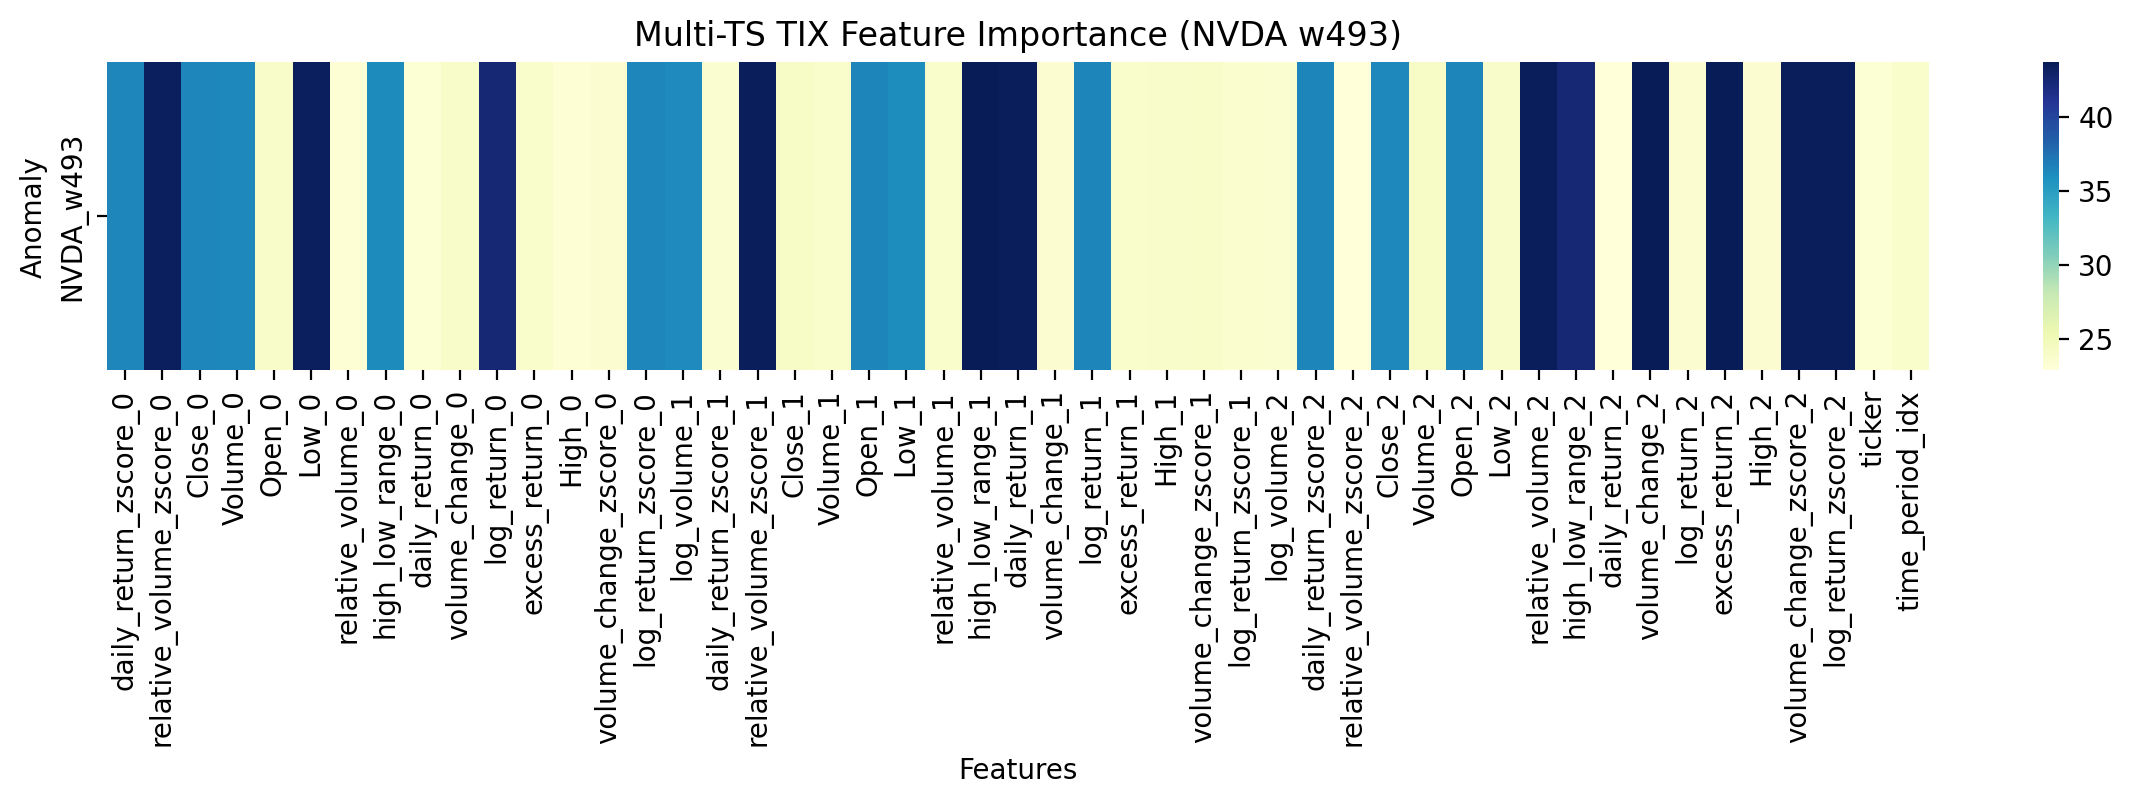 Multi-TS TIX Feature Importance (NVDA w493)
Anomaly
NVDA_w493
40
35
30
25
daily_return_zscore_0
relative_volume_zscore_0
Close_0
Volume_0
Open_0
Low_0
relative_volume_0
high_low_range_0
daily_return_0
volume_change_0
log_return_0
excess_return_0
High_0
volume_change_zscore_0
log_return_zscore_0
log_volume_1
daily_return_zscore_1
relative_volume_zscore_1
Close_1
Volume_1
Open_1
Low_1
relative_volume_1
high_low_range_1
daily_return_1
volume_change_1
log_return_1
excess_return_1
High_1
volume_change_zscore_1
log_return_zscore_1
log_volume_2
daily_return_zscore_2
relative_volume_zscore_2
Close_2
Volume_2
Open_2
Low_2
relative_volume_2
high_low_range_2
daily_return_2
volume_change_2
log_return_2
excess_return_2
High_2
volume_change_zscore_2
log_return_zscore_2
ticker
time_period_idx
Features